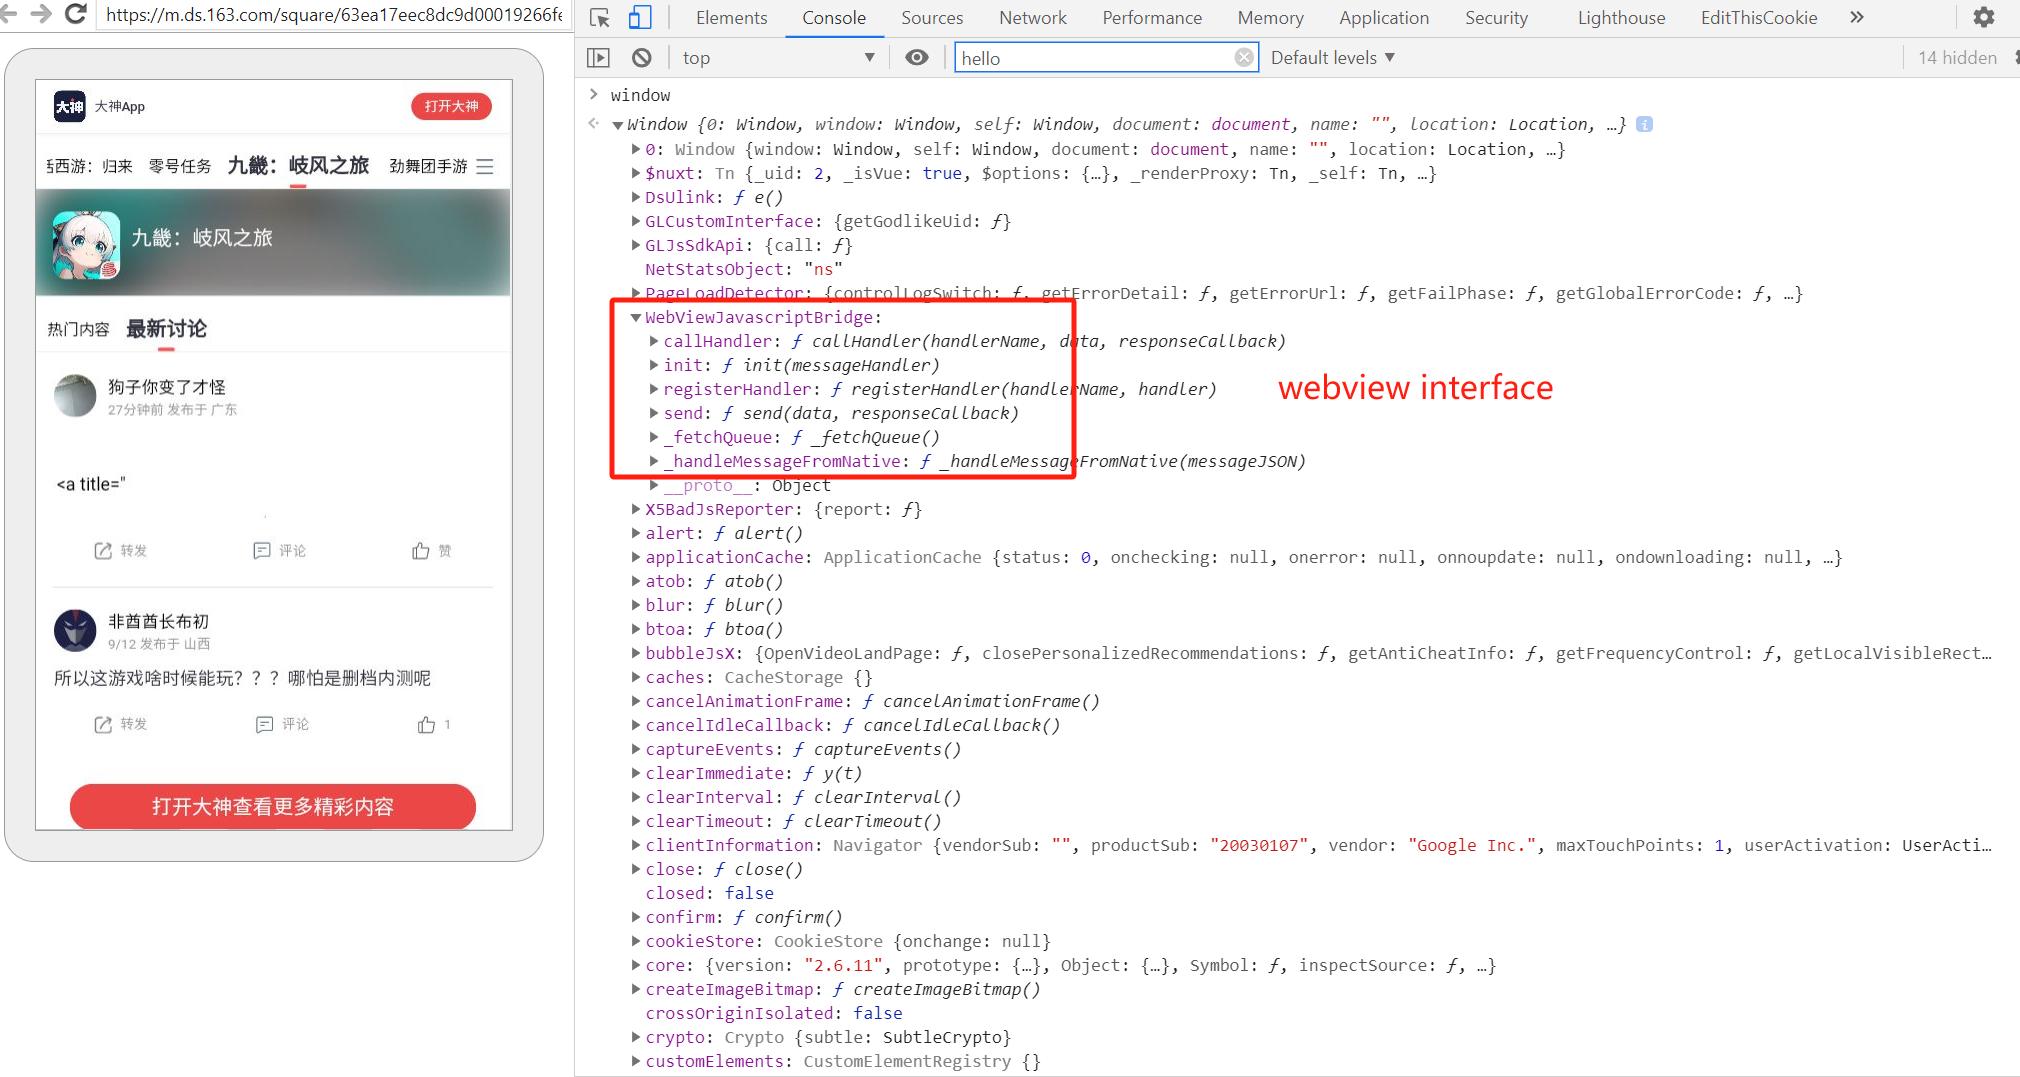 https://m.ds.163.com/square/63ea17eec8dc9d00019266fe
大神
大神App
打开大神
西游：归来 零号任务 九畿：岐风之旅 劲舞团手游
九畿：岐风之旅
热门内容 最新讨论
狗子你变了才怪
27分钟前 发布于 广东
<a title="
转发 评论 赞
非酋酋长布初
9/12 发布于 山西
所以这游戏啥时候能玩？？？哪怕是删档内测呢
转发 评论 1
打开大神查看更多精彩内容
Elements Console Sources Network Performance Memory Application Security Lighthouse EditThisCookie »
top ▼ hello Default levels ▼ 14 hidden
> window
▼Window {0: Window, window: Window, self: Window, document: document, name: "", location: Location, …} i
▶0: Window {window: Window, self: Window, document: document, name: "", location: Location, …}
▶$nuxt: Tn {_uid: 2, _isVue: true, $options: {…}, _renderProxy: Tn, _self: Tn, …}
▶DsUlink: ƒ e()
▶GLCustomInterface: {getGodlikeUid: ƒ}
▶GLJsSdkApi: {call: ƒ}
NetStatsObject: "ns"
▶PageLoadDetector: {controlLogSwitch: ƒ, getErrorDetail: ƒ, getErrorUrl: ƒ, getFailPhase: ƒ, getGlobalErrorCode: ƒ, …}
▼WebViewJavascriptBridge:
▶callHandler: ƒ callHandler(handlerName, data, responseCallback)
▶init: ƒ init(messageHandler)
▶registerHandler: ƒ registerHandler(handlerName, handler)
webview interface
▶send: ƒ send(data, responseCallback)
▶_fetchQueue: ƒ _fetchQueue()
▶_handleMessageFromNative: ƒ _handleMessageFromNative(messageJSON)
▶__proto__: Object
▶X5BadJsReporter: {report: ƒ}
▶alert: ƒ alert()
▶applicationCache: ApplicationCache {status: 0, onchecking: null, onerror: null, onnoupdate: null, ondownloading: null, …}
▶atob: ƒ atob()
▶blur: ƒ blur()
▶btoa: ƒ btoa()
▶bubbleJsX: {OpenVideoLandPage: ƒ, closePersonalizedRecommendations: ƒ, getAntiCheatInfo: ƒ, getFrequencyControl: ƒ, getLocalVisibleRect…
▶caches: CacheStorage {}
▶cancelAnimationFrame: ƒ cancelAnimationFrame()
▶cancelIdleCallback: ƒ cancelIdleCallback()
▶captureEvents: ƒ captureEvents()
▶clearImmediate: ƒ y(t)
▶clearInterval: ƒ clearInterval()
▶clearTimeout: ƒ clearTimeout()
▶clientInformation: Navigator {vendorSub: "", productSub: "20030107", vendor: "Google Inc.", maxTouchPoints: 1, userActivation: UserActi…
▶close: ƒ close()
closed: false
▶confirm: ƒ confirm()
▶cookieStore: CookieStore {onchange: null}
▶core: {version: "2.6.11", prototype: {…}, Object: {…}, Symbol: ƒ, inspectSource: ƒ, …}
▶createImageBitmap: ƒ createImageBitmap()
crossOriginIsolated: false
▶crypto: Crypto {subtle: SubtleCrypto}
▶customElements: CustomElementRegistry {}